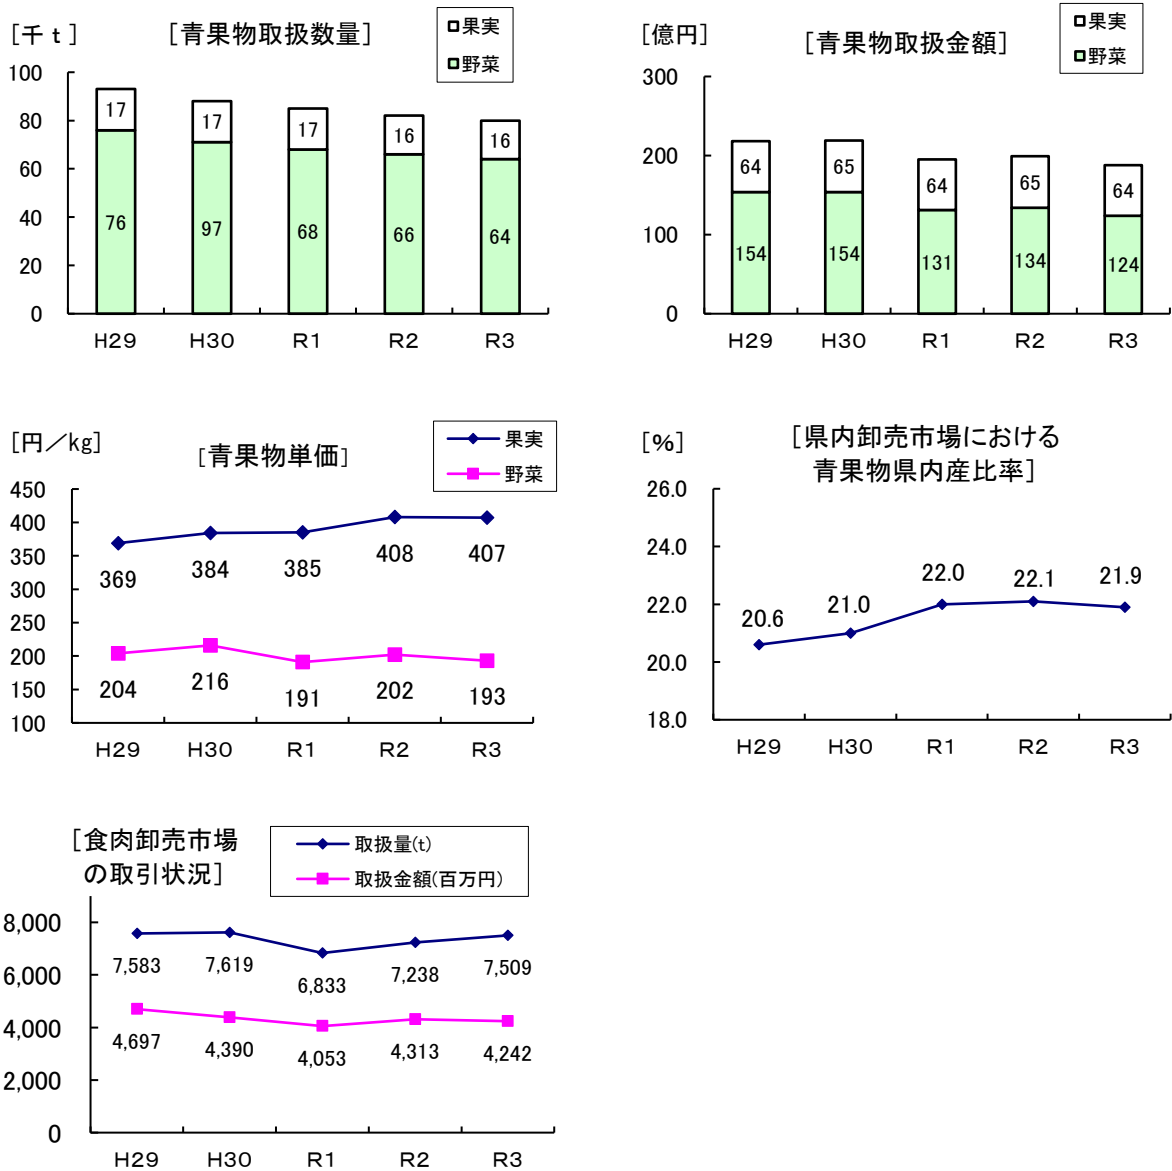 [千ｔ]
[青果物取扱数量]
果実
野菜
100
80
60
40
20
0
17
17
17
16
16
76
97
68
66
64
H29
H30
R1
R2
R3
[億円]
[青果物取扱金額]
果実
野菜
300
200
100
0
64
65
64
65
64
154
154
131
134
124
H29
H30
R1
R2
R3
[円／kg]
[青果物単価]
果実
野菜
450
400
350
300
250
200
150
100
369
384
385
408
407
204
216
191
202
193
H29
H30
R1
R2
R3
[%]
[県内卸売市場における
青果物県内産比率]
26.0
24.0
22.0
20.0
18.0
20.6
21.0
22.0
22.1
21.9
H29
H30
R1
R2
R3
[食肉卸売市場
の取引状況]
取扱量(t)
取扱金額(百万円)
8,000
6,000
4,000
2,000
0
7,583
7,619
6,833
7,238
7,509
4,697
4,390
4,053
4,313
4,242
H29
H30
R1
R2
R3